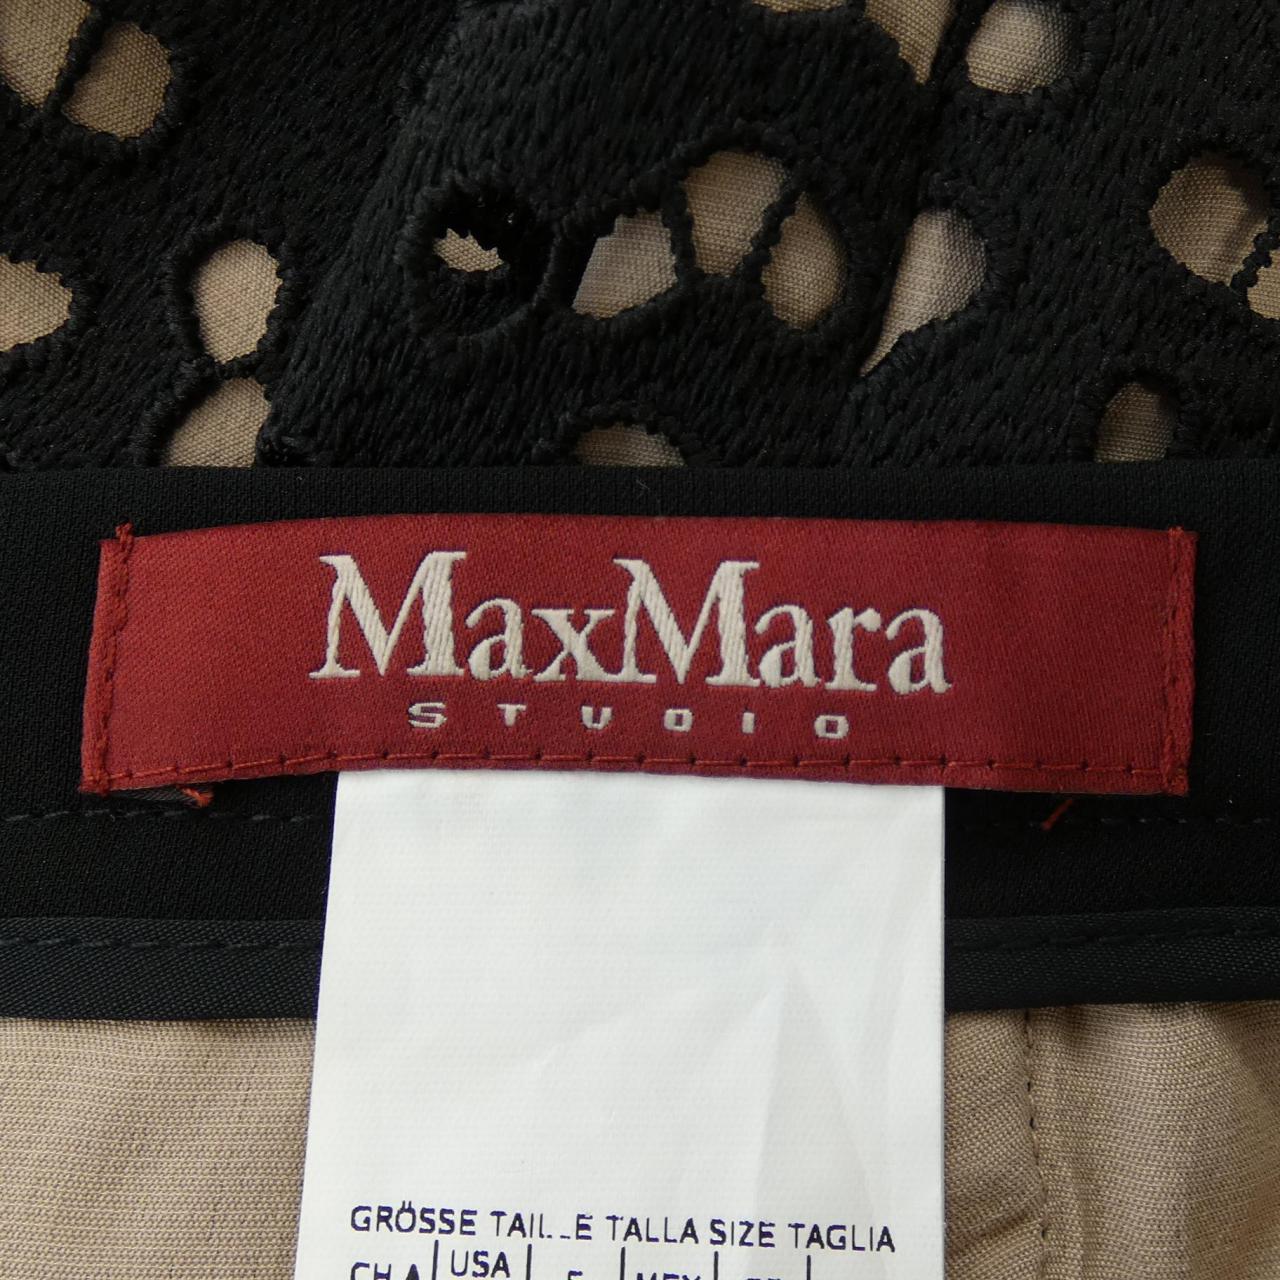 MaxMara
STUDIO
GRÖSSE TAILLE TALLA SIZE TAGLIA
USA